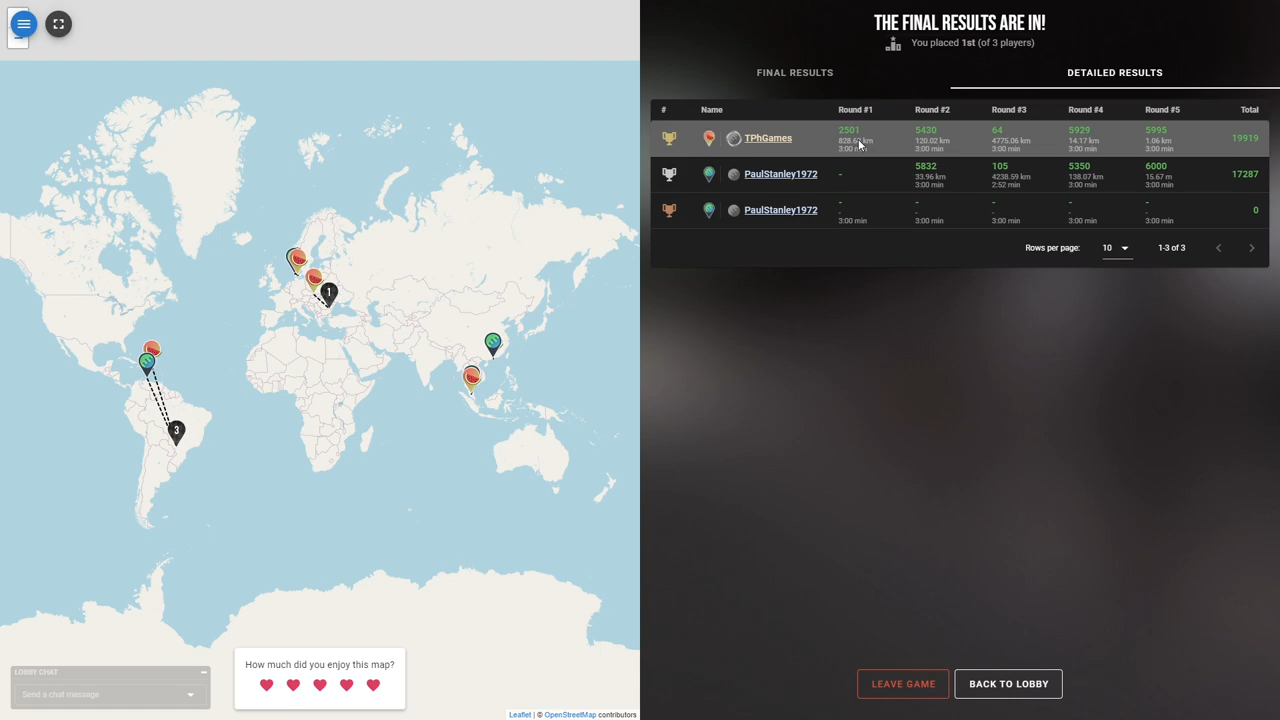 THE FINAL RESULTS ARE IN!
You placed 1st (of 3 players)
FINAL RESULTS
DETAILED RESULTS
# Name Round #1 Round #2 Round #3 Round #4 Round #5 Total
TPhGames 2501 5430 64 5929 5995 19919
120.02 km 4775.06 km 14.17 km 1.06 km
3:00 min 3:00 min 3:00 min 3:00 min 3:00 min
PaulStanley1972 - 5832 105 5350 6000 17287
33.96 km 4238.59 km 138.07 km 15.67 m
3:00 min 2:52 min 3:00 min 3:00 min
PaulStanley1972 - - - - - 0
- - - - -
3:00 min 3:00 min 3:00 min 3:00 min 3:00 min
Rows per page: 10 1-3 of 3
1
3
How much did you enjoy this map?
LOBBY CHAT
Send a chat message
LEAVE GAME
BACK TO LOBBY
Leaflet | © OpenStreetMap contributors